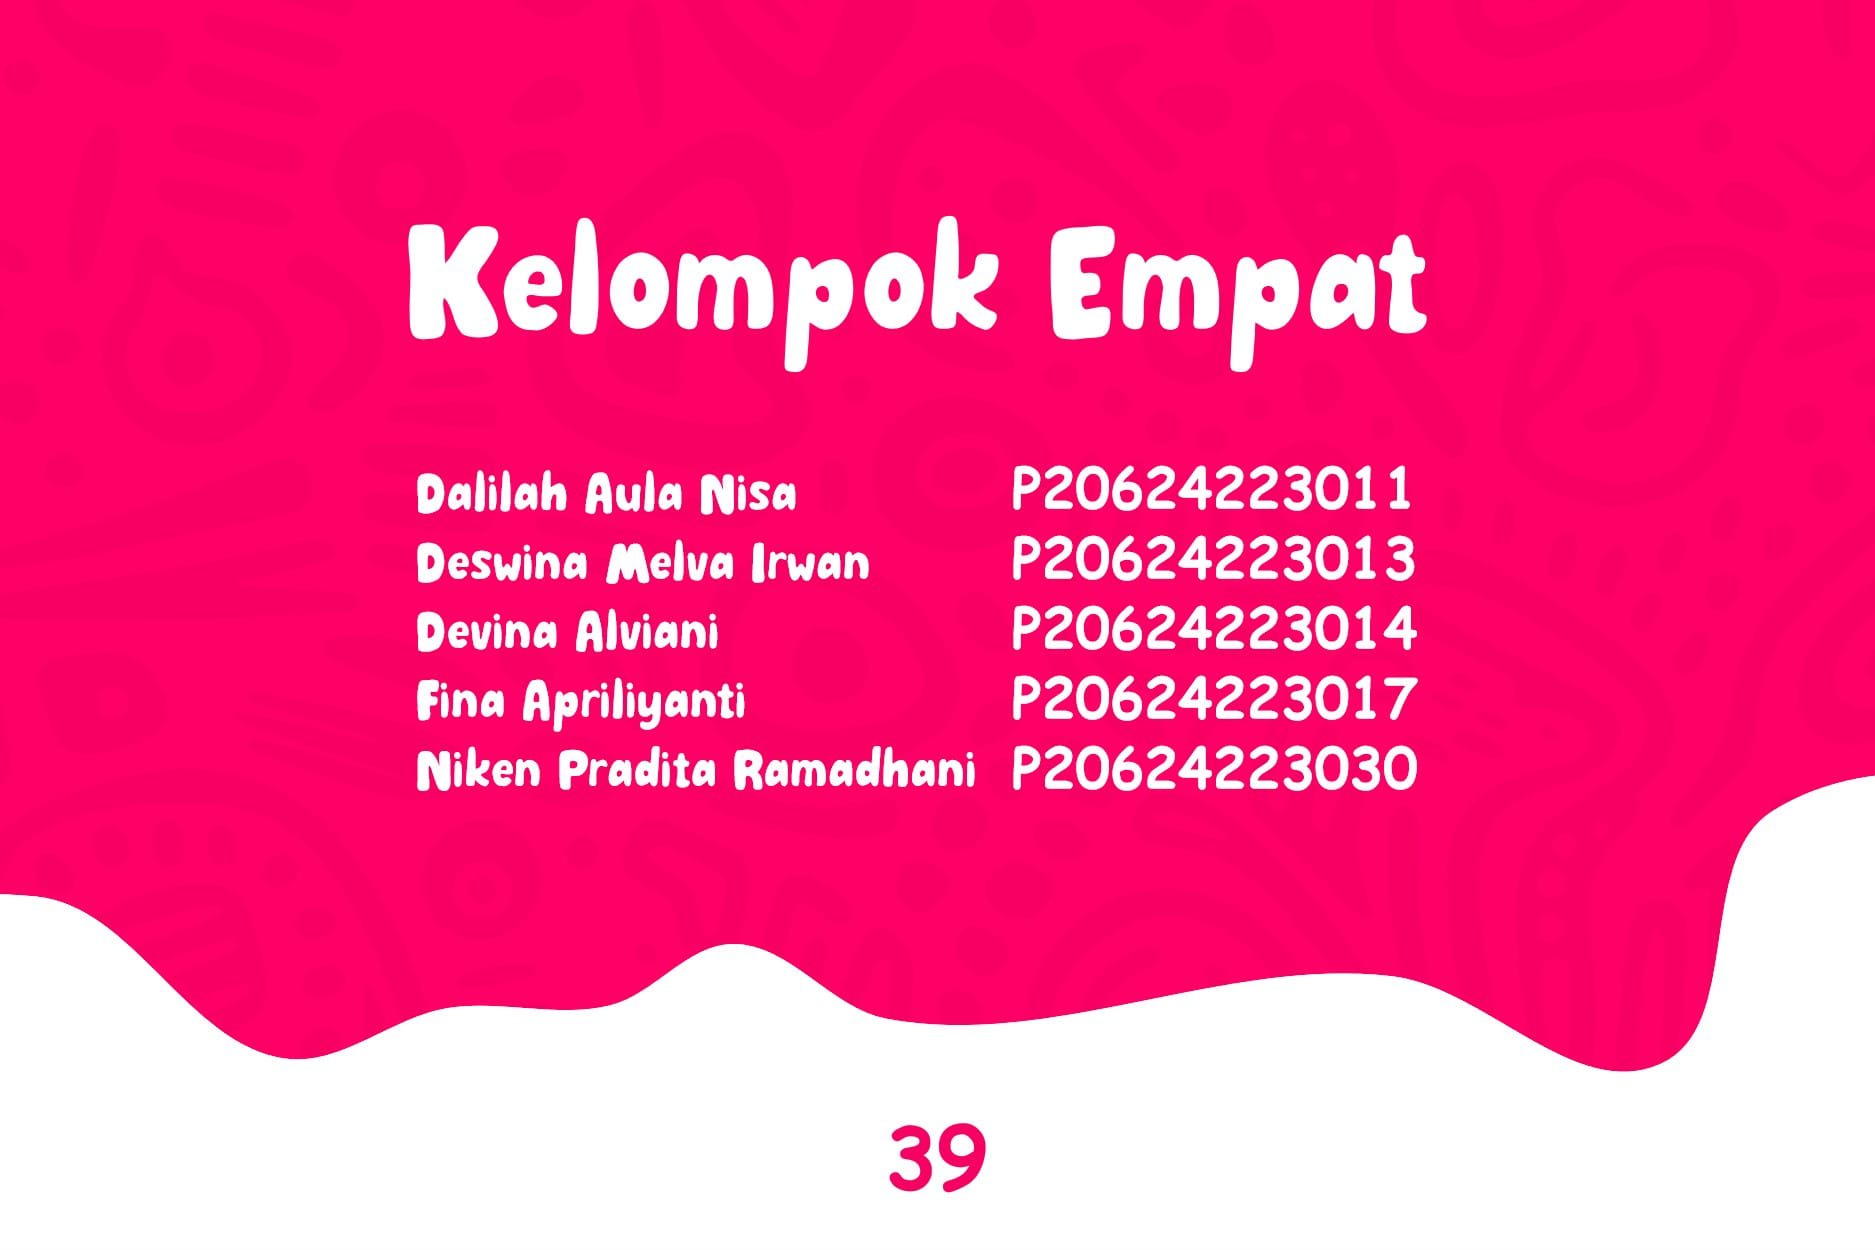 Kelompok Empat
Dalilah Aula Nisa P20624223011
Deswina Melva Irwan P20624223013
Devina Alviani P20624223014
Fina Apriliyanti P20624223017
Niken Pradita Ramadhani P20624223030
39